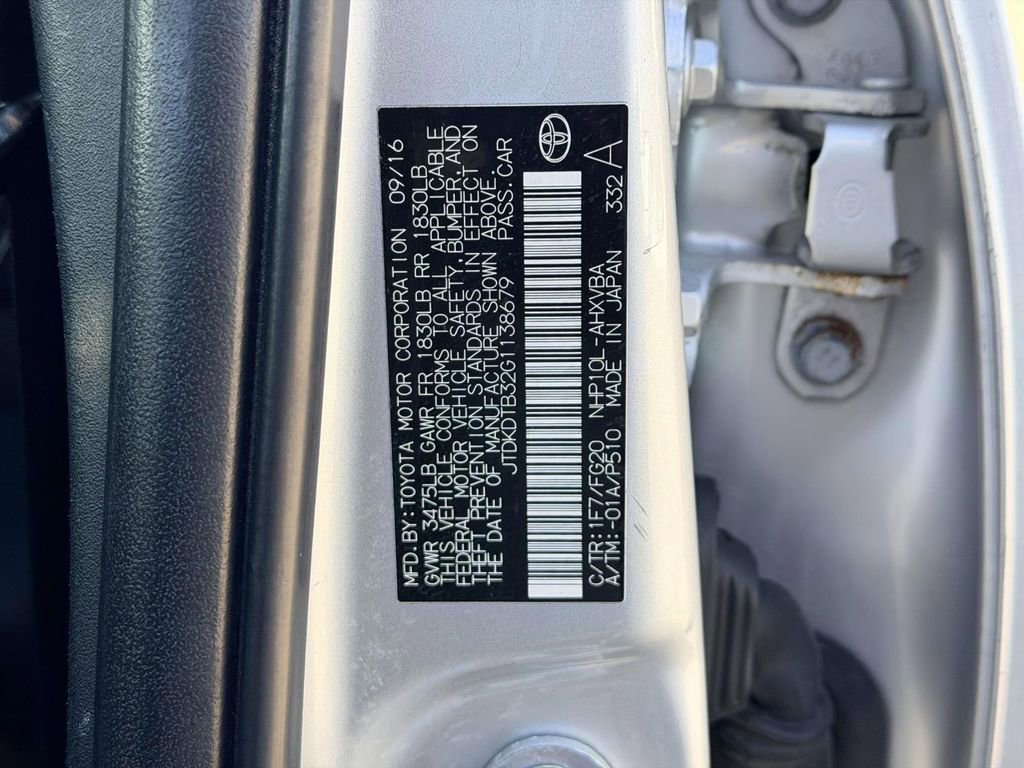 MFD.BY:TOYOTA MOTOR CORPORATION 09/16
GVWR 3475LB GAWR FR 1830LB RR 1830LB
THIS VEHICLE CONFORMS TO ALL APPLICABLE
FEDERAL MOTOR VEHICLE SAFETY,BUMPER,AND
THEFT PREVENTION STANDARDS IN EFFECT ON
THE DATE OF MANUFACTURE SHOWN ABOVE.
JTDKDTB32G1138679 PASS.CAR
C/TR:1F7/FG20 NHP10L-AHXVBA
A/TM:-01A/P510 MADE IN JAPAN 332 A